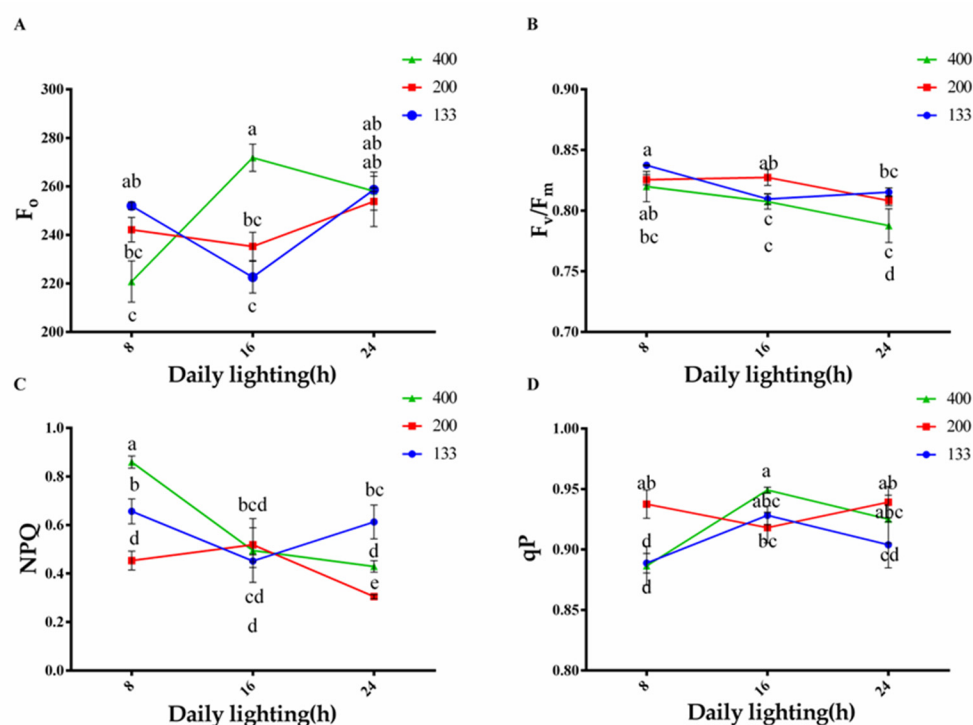 A
400
200
133
300
280
260
240
220
200
Fo
ab
bc
c
a
bc
c
ab
ab
ab
8
16
24
Daily lighting(h)
B
400
200
133
0.90
0.85
0.80
0.75
0.70
Fv/Fm
a
ab
bc
ab
c
c
bc
c
d
8
16
24
Daily lighting(h)
C
400
200
133
1.0
0.8
0.6
0.4
0.2
0.0
NPQ
a
b
d
bcd
cd
d
bc
d
e
8
16
24
Daily lighting(h)
D
400
200
133
1.00
0.95
0.90
0.85
0.80
qP
ab
d
d
a
abc
bc
ab
abc
cd
8
16
24
Daily lighting(h)